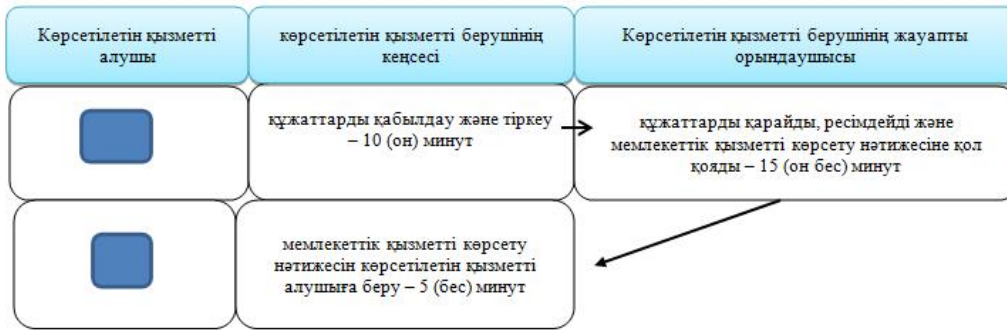 Көрсетілетін қызметті
алушы
көрсетілетін қызметті берушінің
кеңсесі
Көрсетілетін қызметті берушінің жауапты
орындаушысы
құжаттарды қабылдау және тіркеу
– 10 (он) минут
құжаттарды қарайды, ресімдейді және
мемлекеттік қызметті көрсету нәтижесіне қол
қояды – 15 (он бес) минут
мемлекеттік қызметті көрсету
нәтижесін көрсетілетін қызметті
алушыға беру – 5 (бес) минут